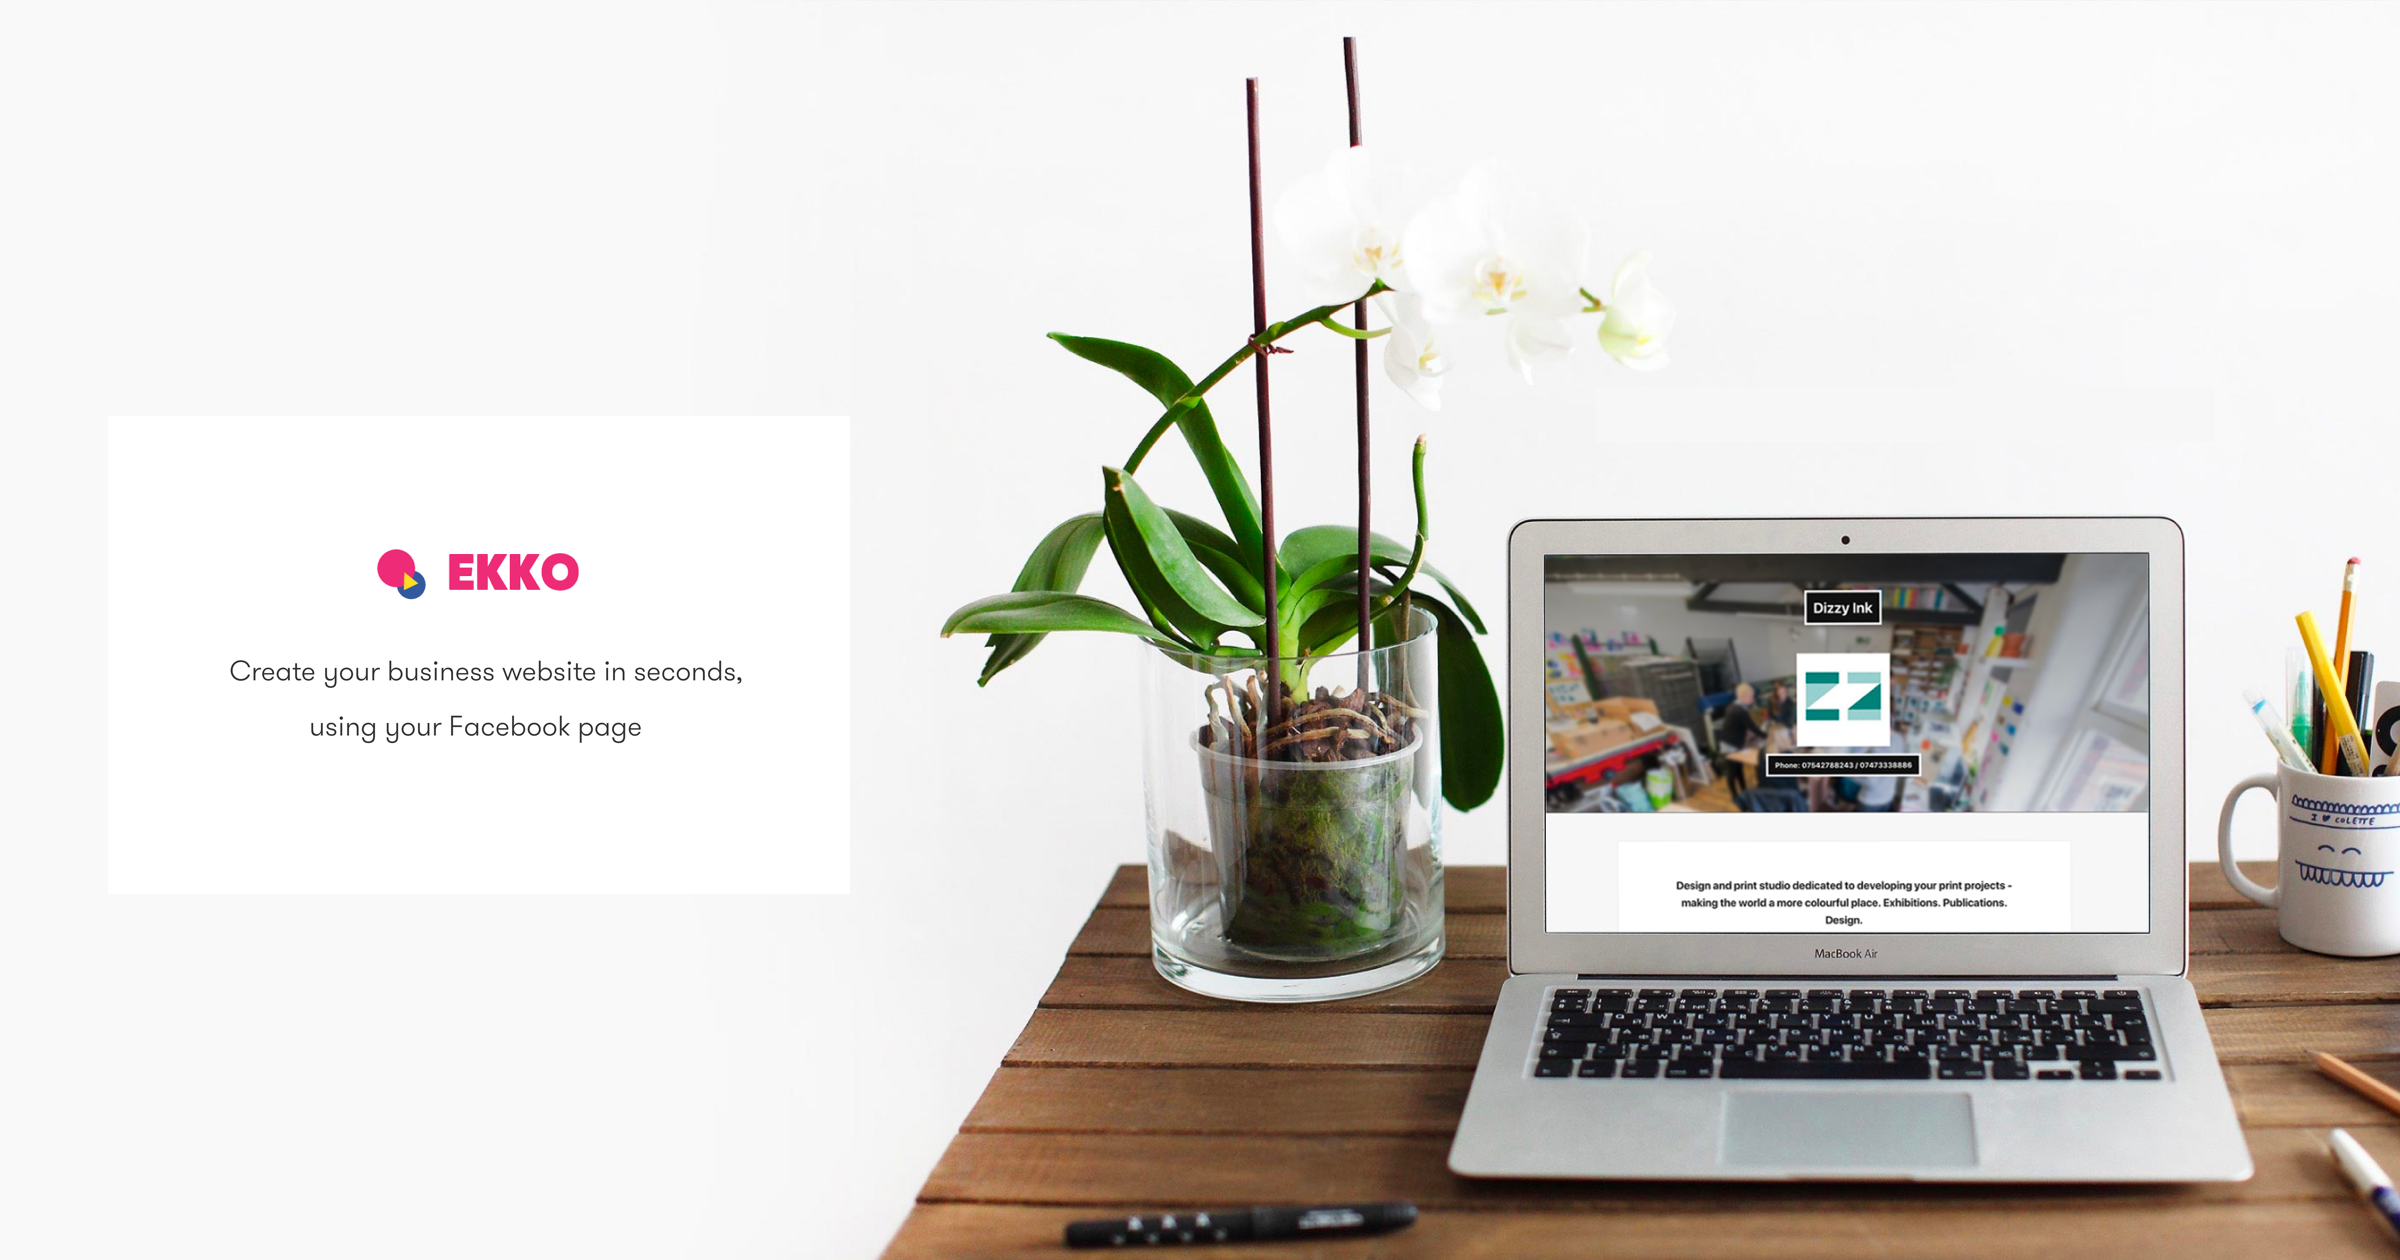 EKKO
Create your business website in seconds,
using your Facebook page
Dizzy Ink
Phone: 07542788243 / 07473338886
Design and print studio dedicated to developing your print projects -
making the world a more colourful place. Exhibitions. Publications.
Design.
MacBook Air
I ♥ COLETTE